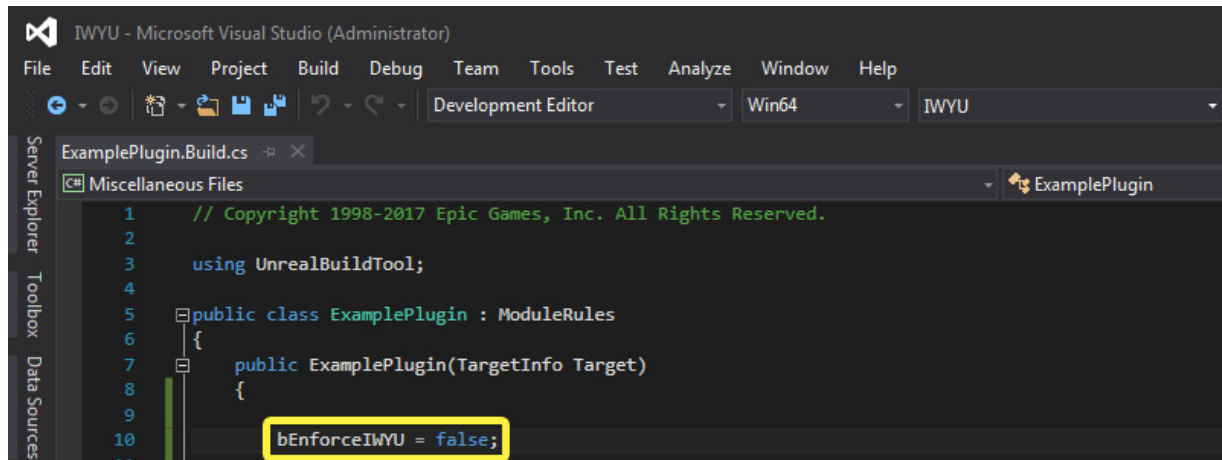 IWYU - Microsoft Visual Studio (Administrator)
File Edit View Project Build Debug Team Tools Test Analyze Window Help
Development Editor Win64 IWYU
Server Explorer
Toolbox
Data Sources
ExamplePlugin.Build.cs
C# Miscellaneous Files ExamplePlugin
1 // Copyright 1998-2017 Epic Games, Inc. All Rights Reserved.
2
3 using UnrealBuildTool;
4
5 public class ExamplePlugin : ModuleRules
6 {
7 public ExamplePlugin(TargetInfo Target)
8 {
9
10 bEnforceIWYU = false;